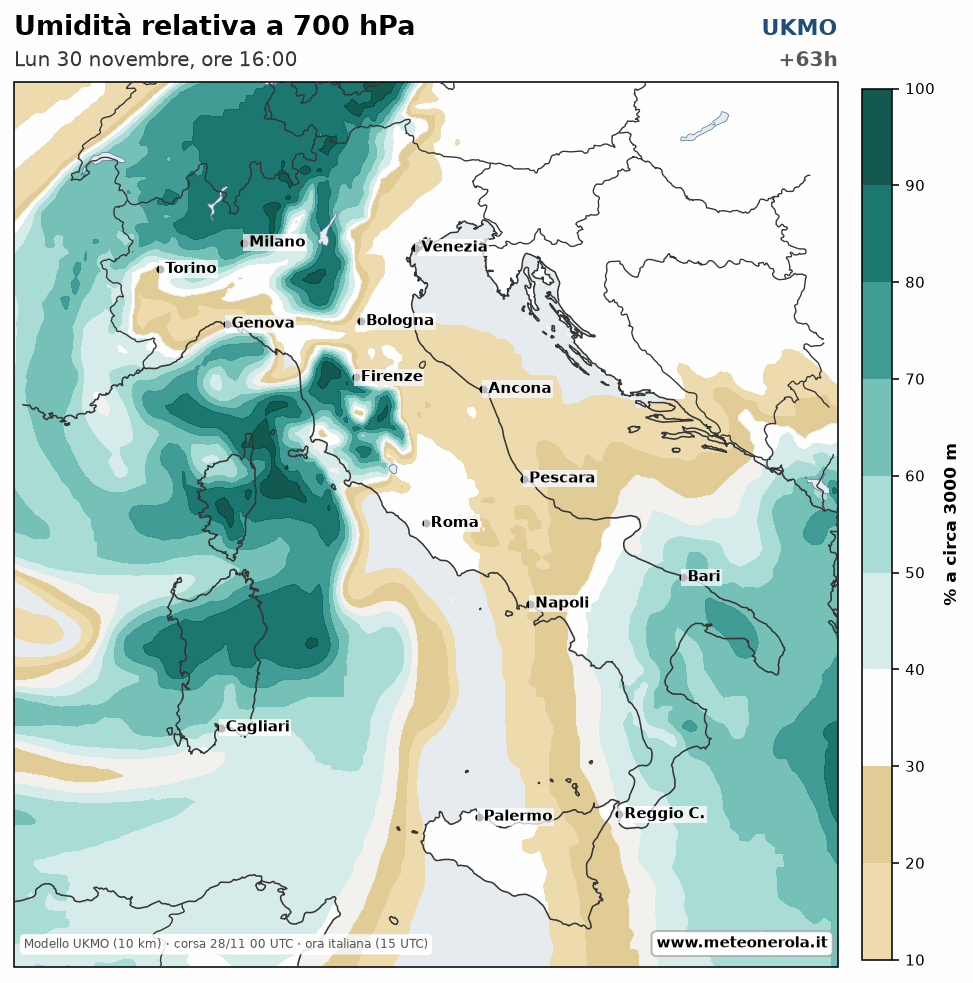 Umidità relativa a 700 hPa
UKMO
Lun 30 novembre, ore 16:00
+63h
100
90
80
70
60
50
40
30
20
10
% a circa 3000 m
Milano
Venezia
Torino
Genova
Bologna
Firenze
Ancona
Pescara
Roma
Bari
Napoli
Cagliari
Palermo
Reggio C.
Modello UKMO (10 km) · corsa 28/11 00 UTC · ora italiana (15 UTC)
www.meteonerola.it